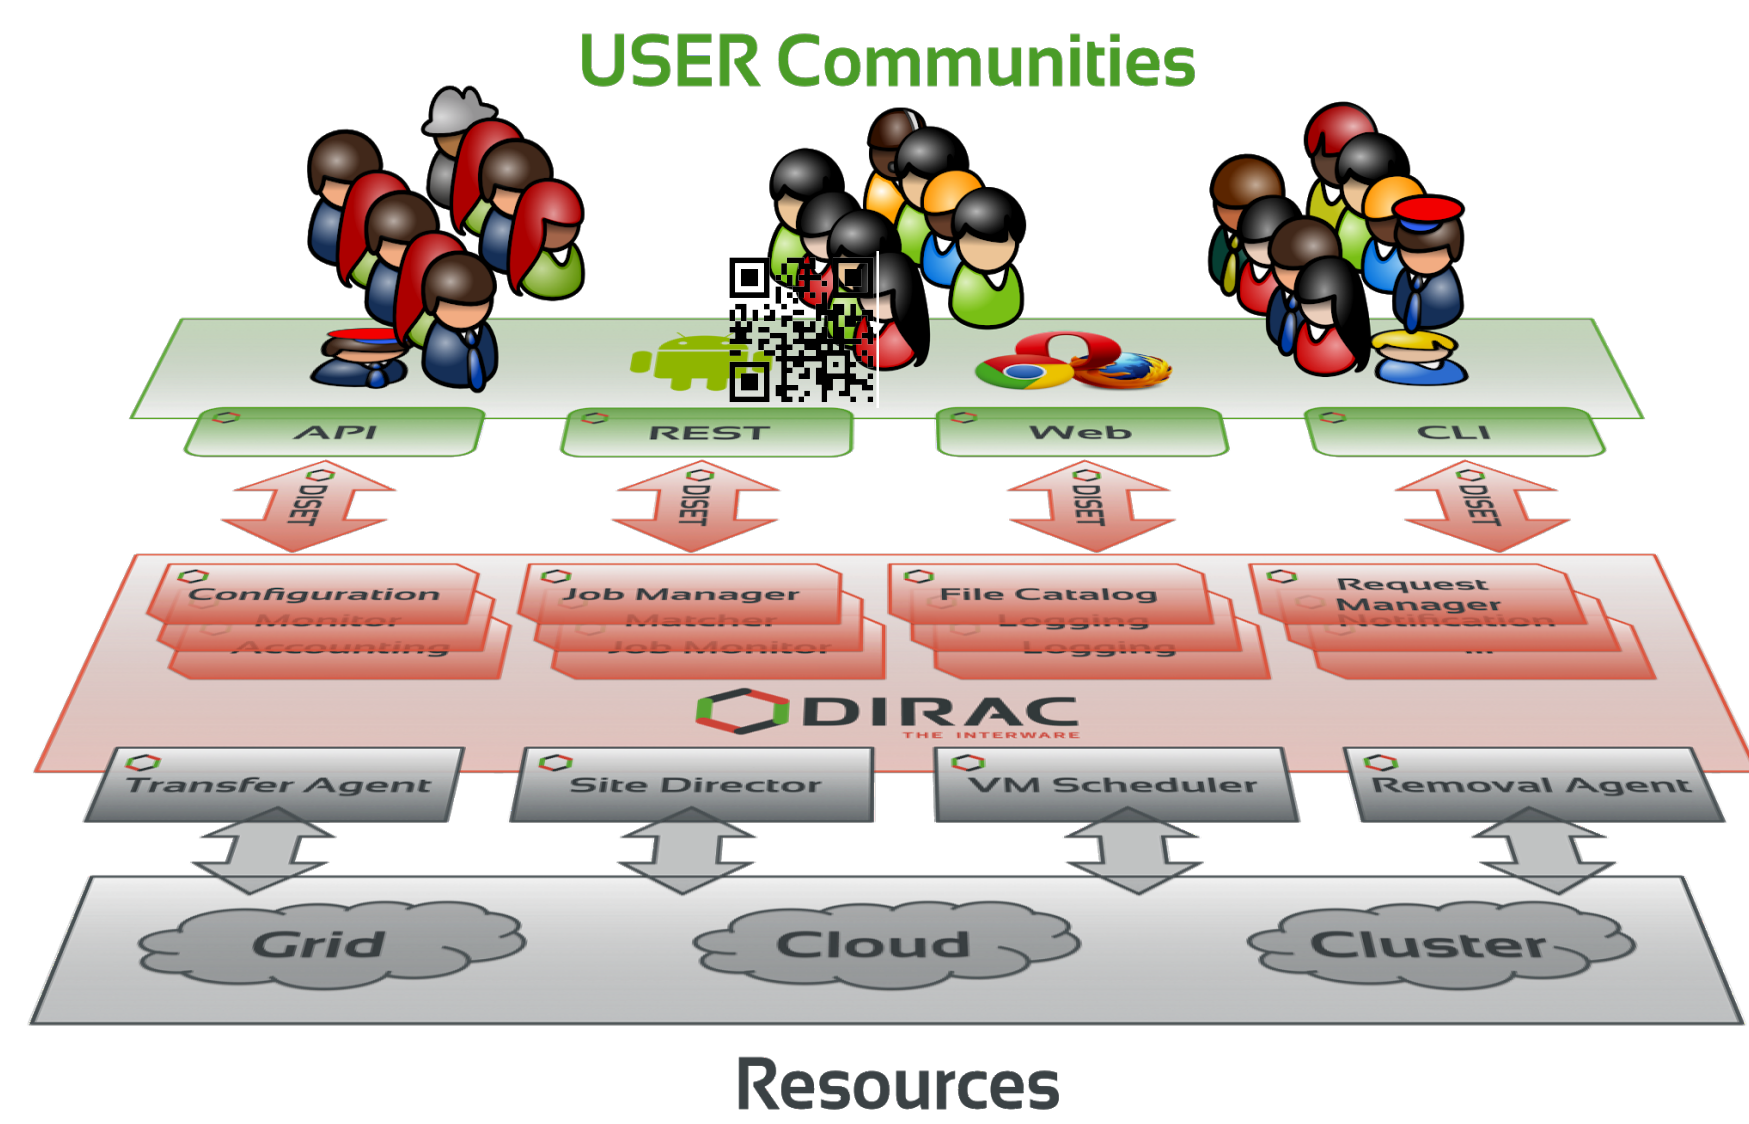 USER Communities
API
REST
Web
CLI
DISET
DISET
DISET
DISET
Configuration
Monitor
Accounting
Job Manager
Matcher
Job Monitor
File Catalog
Logging
Logging
Request
Manager
Notification
...
DIRAC
THE INTERWARE
Transfer Agent
Site Director
VM Scheduler
Removal Agent
Grid
Cloud
Cluster
Resources